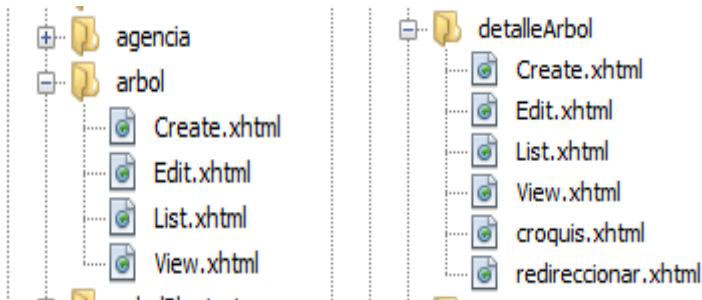 agencia
arbol
Create.xhtml
Edit.xhtml
List.xhtml
View.xhtml
detalleArbol
Create.xhtml
Edit.xhtml
List.xhtml
View.xhtml
croquis.xhtml
redireccionar.xhtml